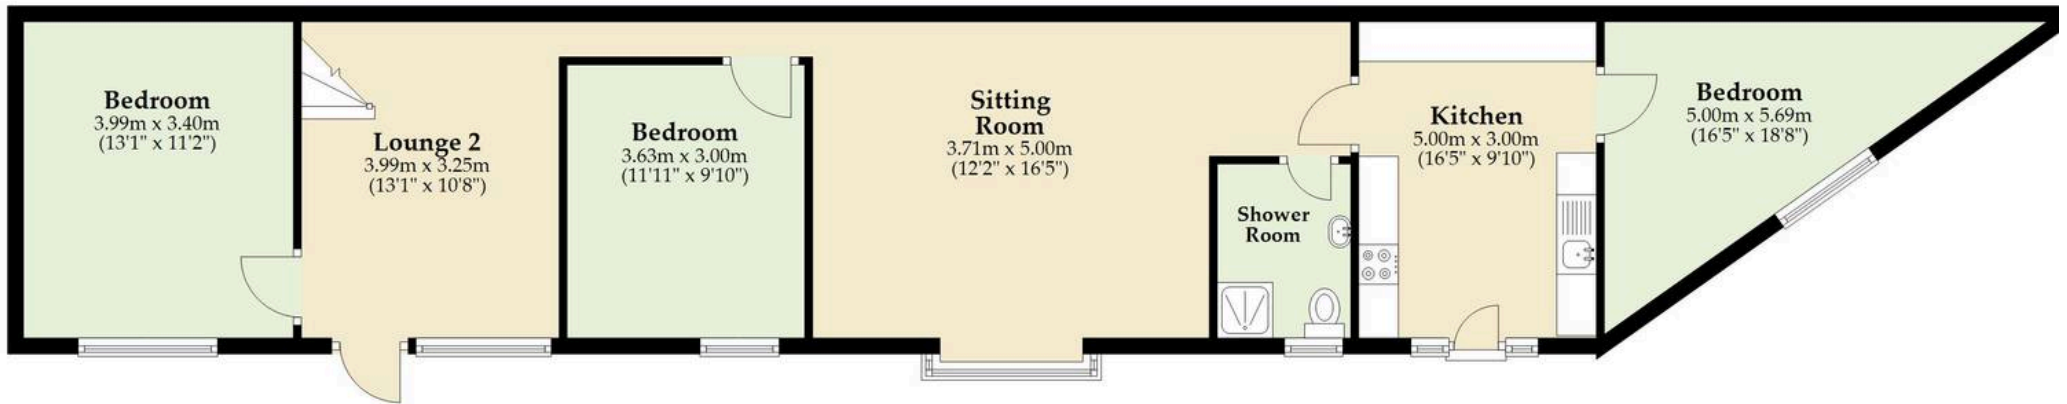 Bedroom
3.99m x 3.40m
(13'1" x 11'2")
Lounge 2
3.99m x 3.25m
(13'1" x 10'8")
Bedroom
3.63m x 3.00m
(11'11" x 9'10")
Sitting
Room
3.71m x 5.00m
(12'2" x 16'5")
Shower
Room
Kitchen
5.00m x 3.00m
(16'5" x 9'10")
Bedroom
5.00m x 5.69m
(16'5" x 18'8")